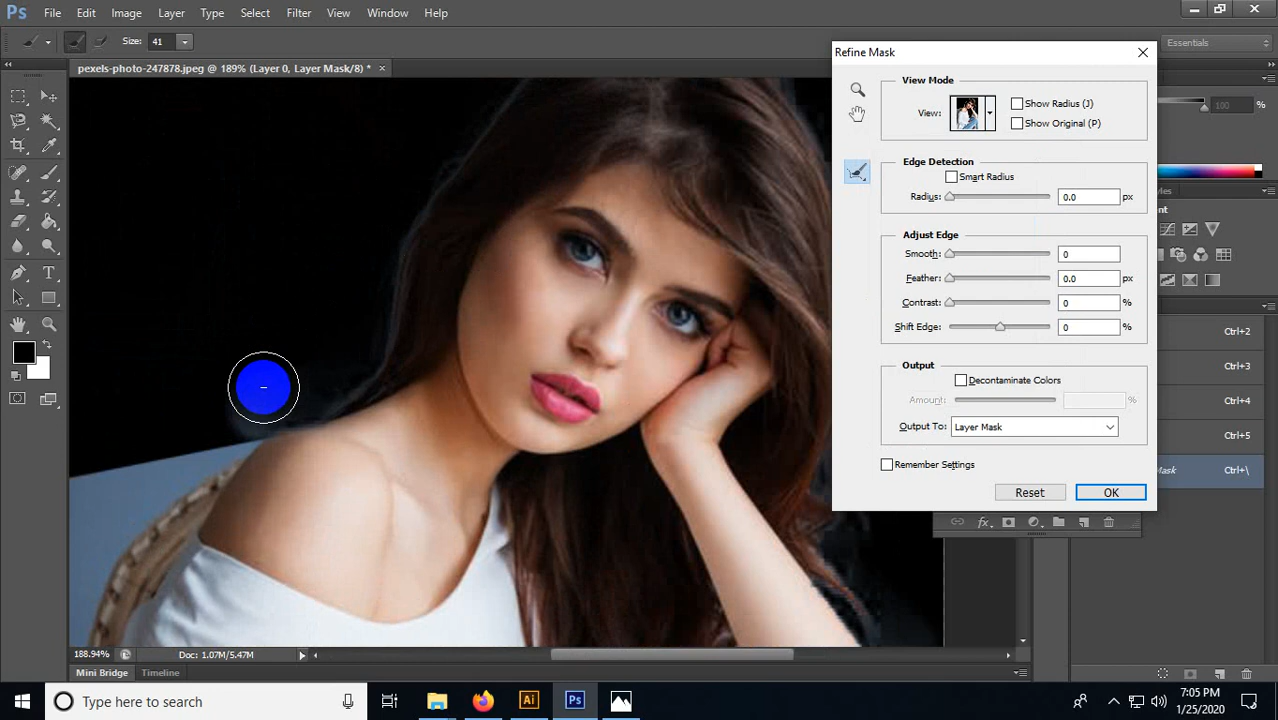 Ps File Edit Image Layer Type Select Filter View Window Help
Size: 41
Essentials
pexels-photo-247878.jpeg @ 189% (Layer 0, Layer Mask/8) *
Refine Mask
View Mode
View:
Show Radius (J)
Show Original (P)
100 %
Edge Detection
Smart Radius
Radius: 0.0 px
Adjust Edge
Smooth: 0
Feather: 0.0 px
Contrast: 0 %
Shift Edge: 0 %
Output
Decontaminate Colors
Amount: %
Output To: Layer Mask
Remember Settings
Reset OK
Ctrl+2
Ctrl+4
Ctrl+5
Mask Ctrl+\
188.94% Doc: 1.07M/5.47M
Mini Bridge Timeline
Type here to search
Ai Ps
7:05 PM
1/25/2020